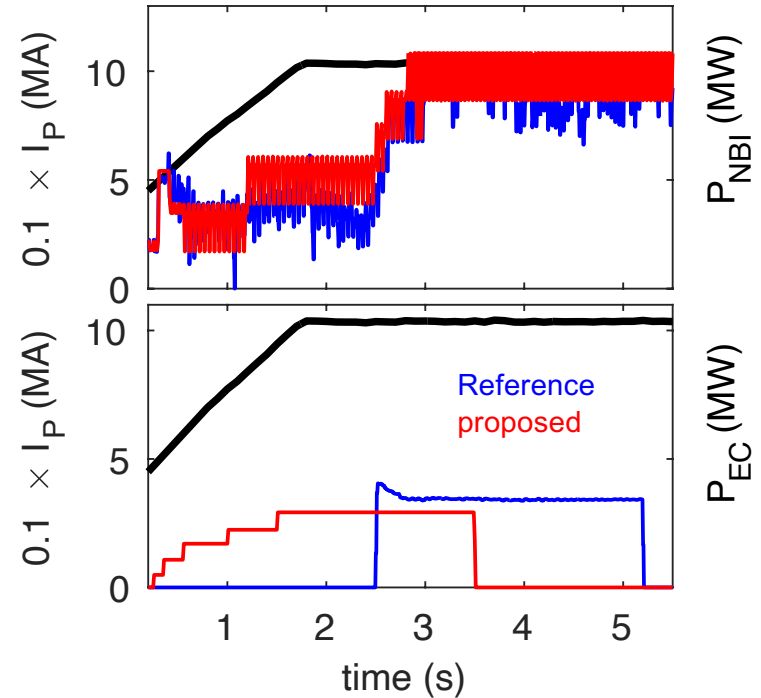 0.1 × I_P (MA)
10
5
0
P_NBI (MW)
0.1 × I_P (MA)
10
5
0
Reference
proposed
P_EC (MW)
1 2 3 4 5
time (s)